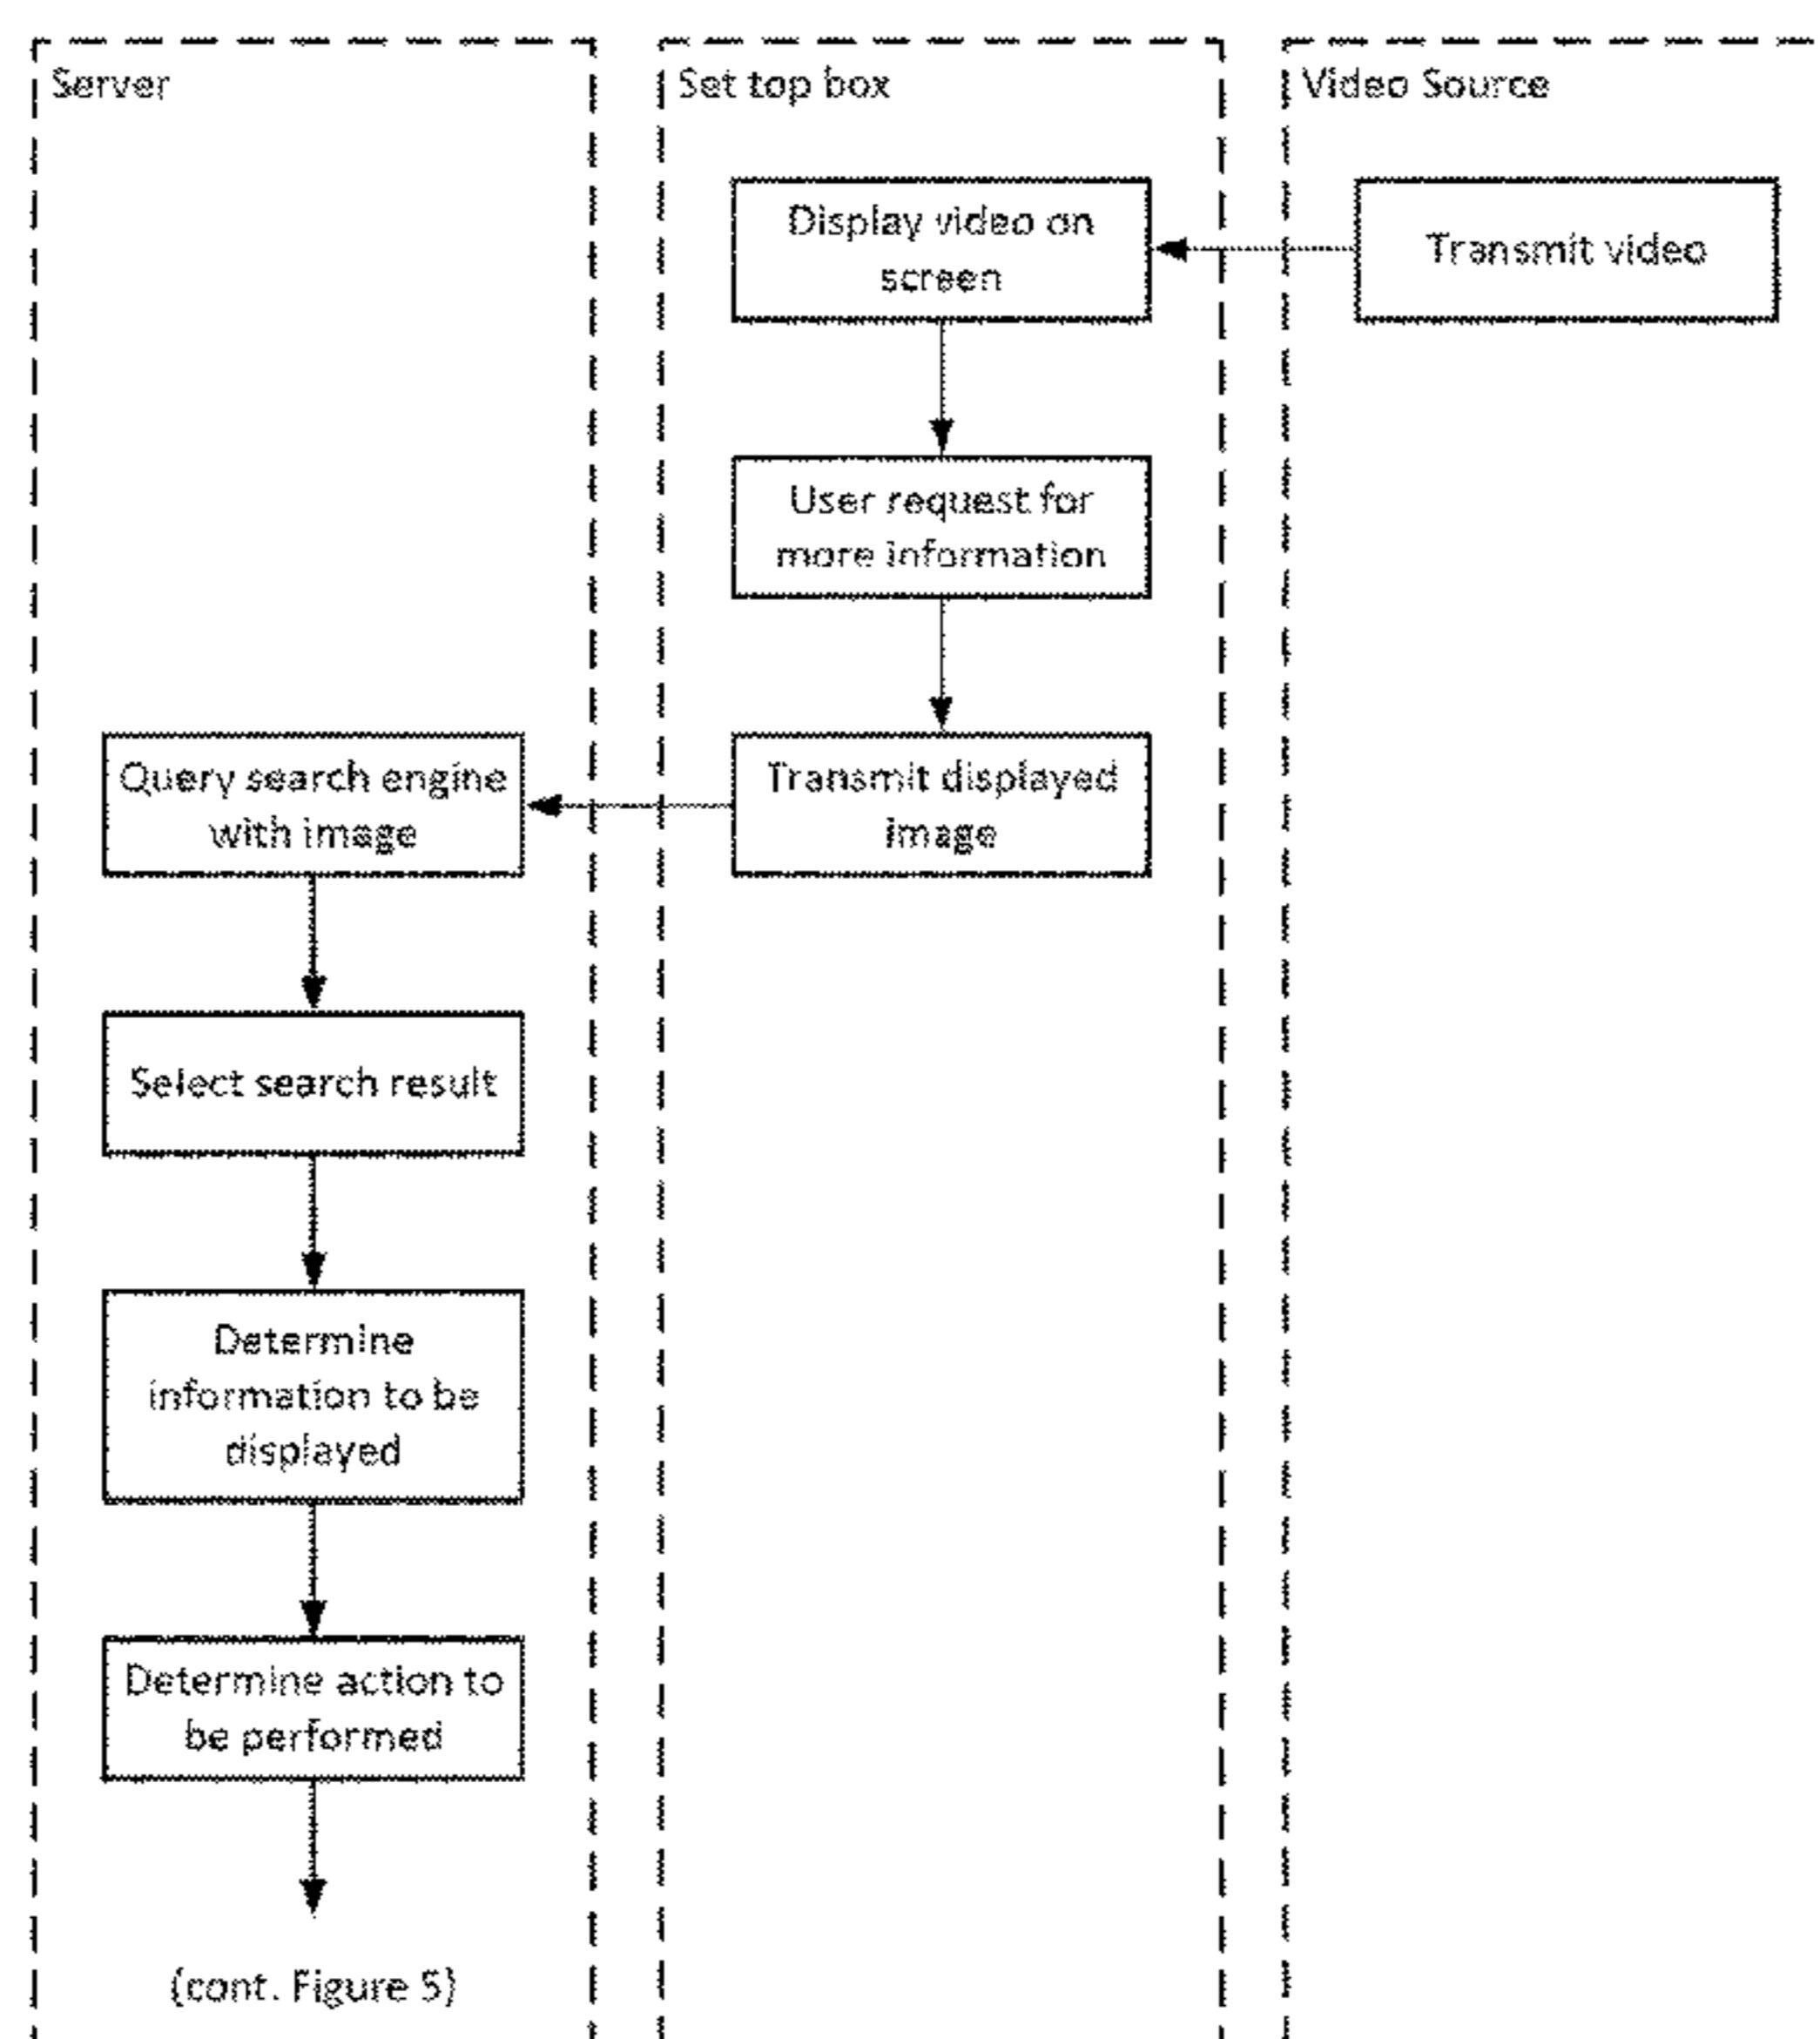 Server
Set top box
Video Source
Display video on
screen
Transmit video
User request for
more information
Query search engine
with image
Transmit displayed
image
Select search result
Determine
information to be
displayed
Determine action to
be performed
(cont. Figure 5)